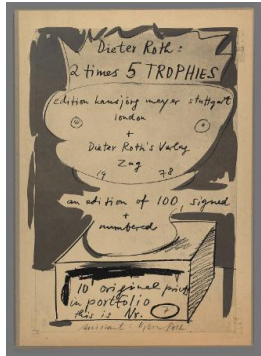 Dieter Roth:
2 times 5 TROPHIES
edition hansjörg mayer stuttgart
london
+
Dieter Roth's Verlag
Zug
19 78
an edition of 100, signed
+
numbered
10 original prints
in portfolio
this is Nr.